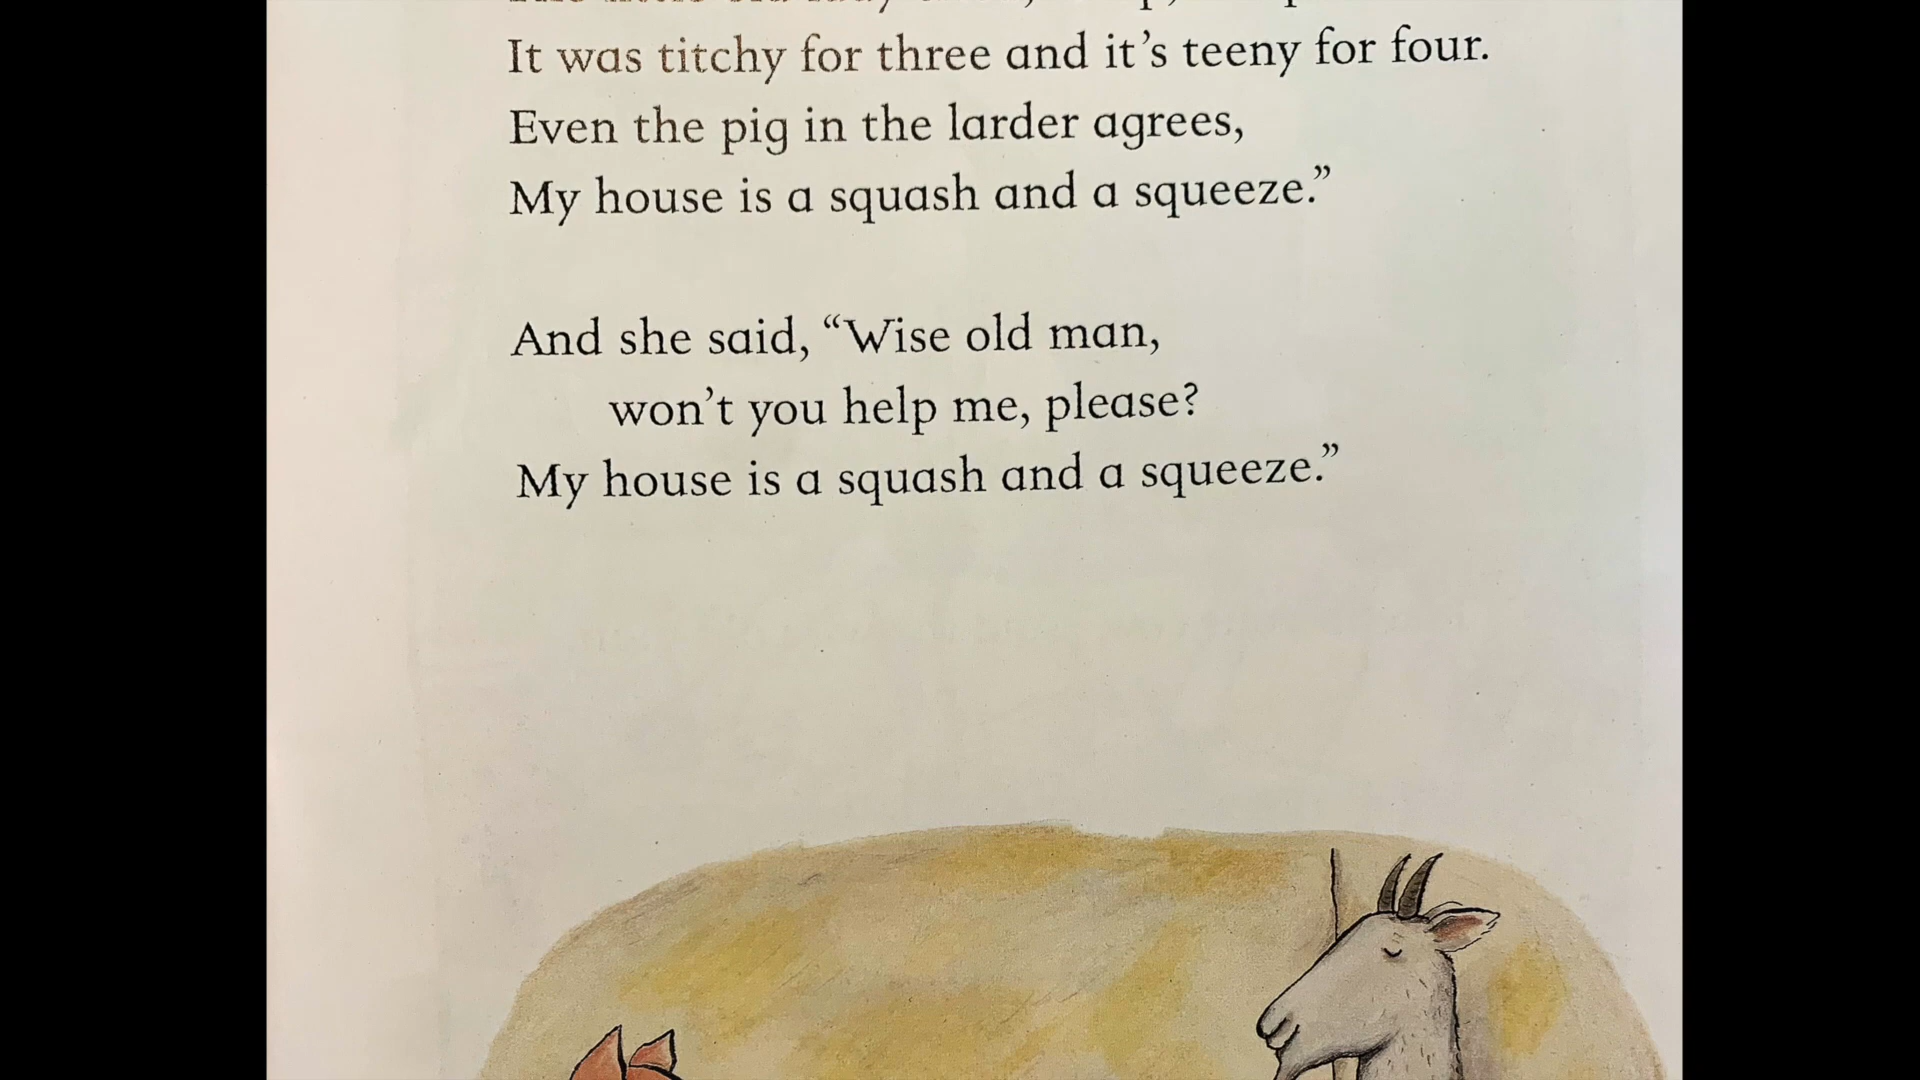 It was titchy for three and it's teeny for four.
Even the pig in the larder agrees,
My house is a squash and a squeeze.”

And she said, “Wise old man,
won't you help me, please?
My house is a squash and a squeeze.”